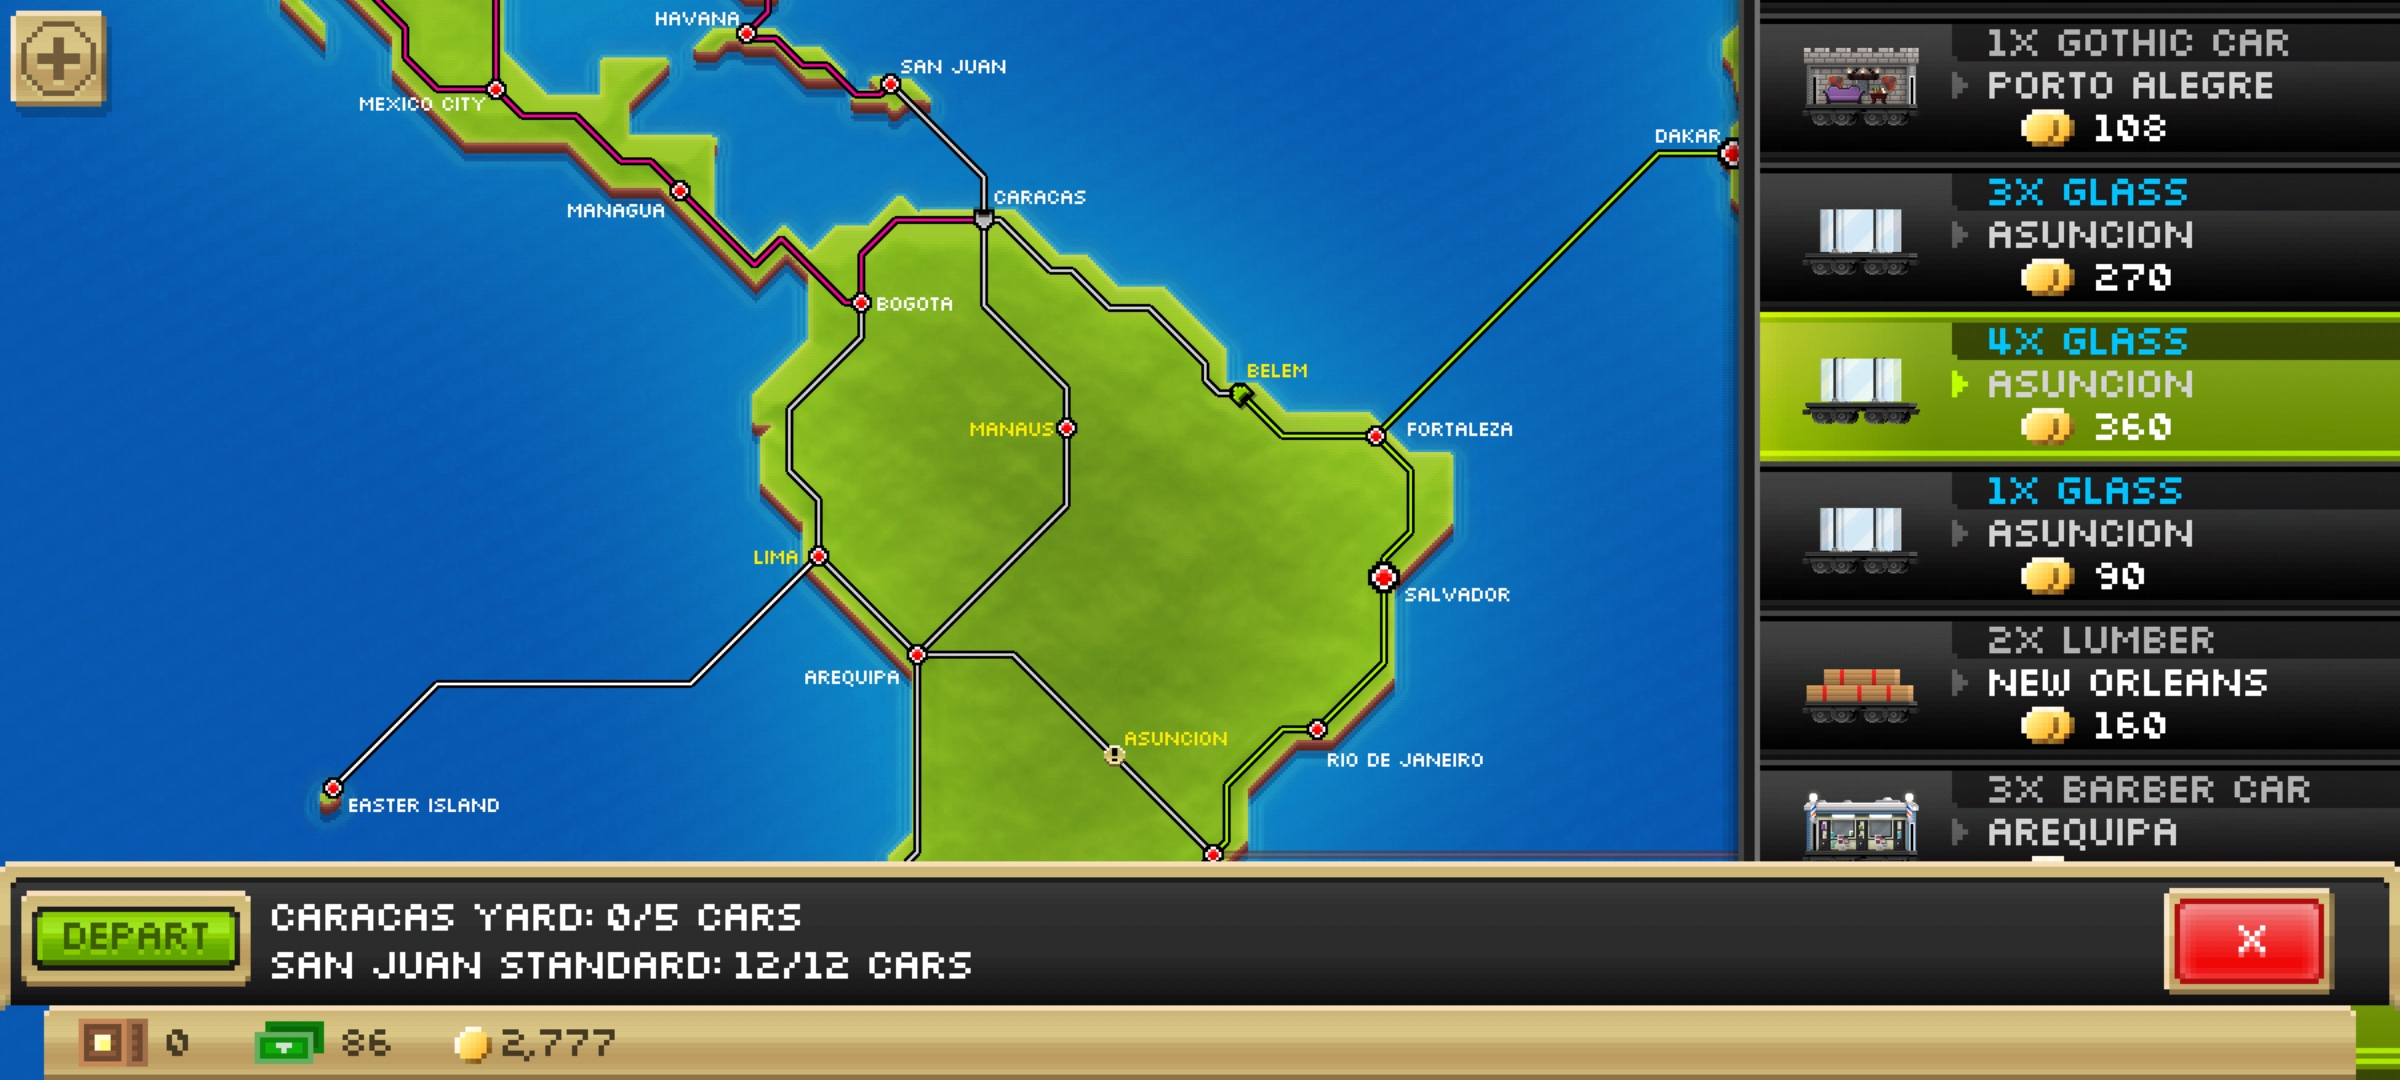 HAVANA
SAN JUAN
MEXICO CITY
DAKAR
CARACAS
MANAGUA
BOGOTA
BELEM
MANAUS
FORTALEZA
LIMA
SALVADOR
AREQUIPA
ASUNCION
RIO DE JANEIRO
EASTER ISLAND
1X GOTHIC CAR
PORTO ALEGRE
108
3X GLASS
ASUNCION
270
4X GLASS
ASUNCION
360
1X GLASS
ASUNCION
90
2X LUMBER
NEW ORLEANS
160
3X BARBER CAR
AREQUIPA
DEPART
CARACAS YARD: 0/5 CARS
SAN JUAN STANDARD: 12/12 CARS
X
0
86
2,777